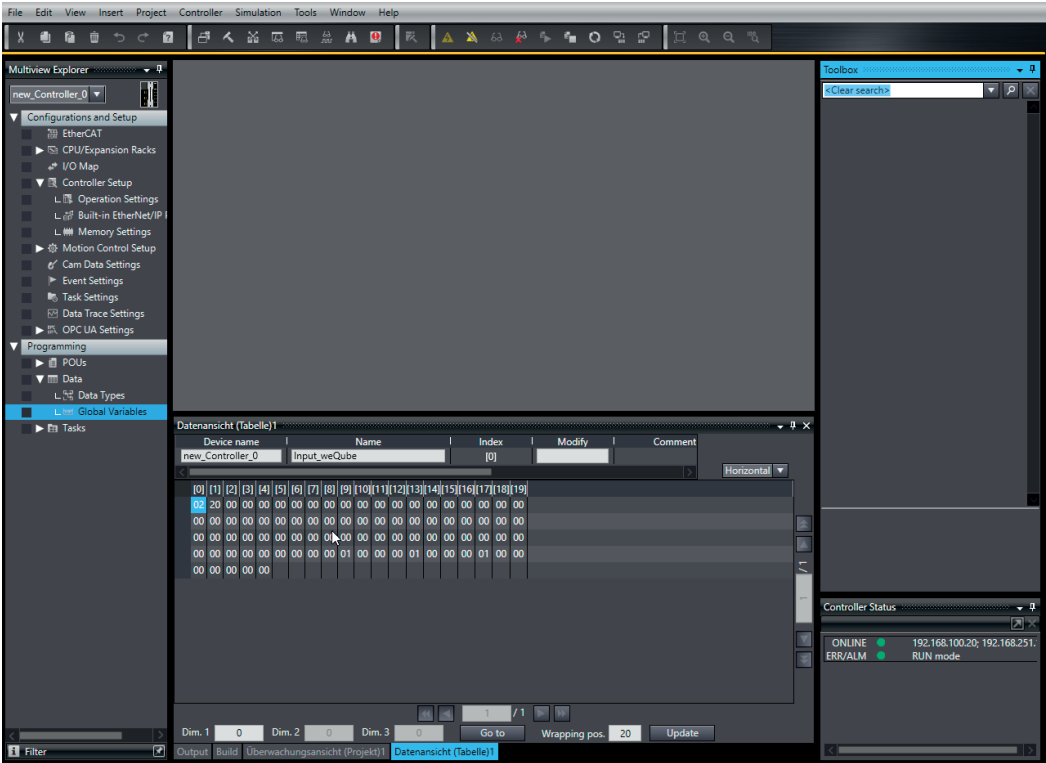 File Edit View Insert Project Controller Simulation Tools Window Help
Multiview Explorer
new_Controller_0
Configurations and Setup
EtherCAT
CPU/Expansion Racks
I/O Map
Controller Setup
Operation Settings
Built-in EtherNet/IP
Memory Settings
Motion Control Setup
Cam Data Settings
Event Settings
Task Settings
Data Trace Settings
OPC UA Settings
Programming
POUs
Data
Data Types
Global Variables
Tasks
Filter
Datenansicht (Tabelle)1
Device name Name Index Modify Comment
new_Controller_0 Input_weQube [0]
Horizontal
[0] [1] [2] [3] [4] [5] [6] [7] [8] [9] [10] [11] [12] [13] [14] [15] [16] [17] [18] [19]
02 20 00 00 00 00 00 00 00 00 00 00 00 00 00 00 00 00 00 00
00 00 00 00 00 00 00 00 00 00 00 00 00 00 00 00 00 00 00 00
00 00 00 00 00 00 00 00 00 00 00 00 00 00 00 00 00 00 00 00
00 00 00 00 00 00 00 00 00 01 00 00 00 01 00 00 00 01 00 00
00 00 00 00 00
/ 1
1
1 / 1
Dim. 1 0 Dim. 2 0 Dim. 3 0 Go to Wrapping pos. 20 Update
Output Build Überwachungsansicht (Projekt)1 Datenansicht (Tabelle)1
Toolbox
<Clear search>
Controller Status
ONLINE 192.168.100.20; 192.168.251.
ERR/ALM RUN mode